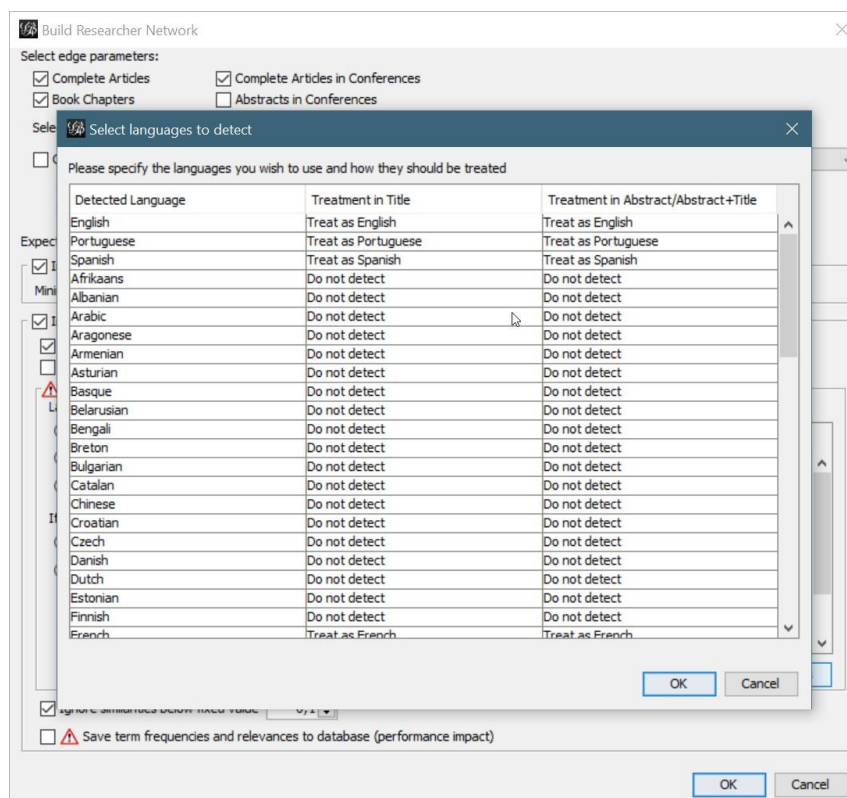 Build Researcher Network
Select edge parameters:
Complete Articles Complete Articles in Conferences
Book Chapters Abstracts in Conferences
Select languages to detect
Please specify the languages you wish to use and how they should be treated
Detected Language Treatment in Title Treatment in Abstract/Abstract+Title
English Treat as English Treat as English
Portuguese Treat as Portuguese Treat as Portuguese
Spanish Treat as Spanish Treat as Spanish
Afrikaans Do not detect Do not detect
Albanian Do not detect Do not detect
Arabic Do not detect Do not detect
Aragonese Do not detect Do not detect
Armenian Do not detect Do not detect
Asturian Do not detect Do not detect
Basque Do not detect Do not detect
Belarusian Do not detect Do not detect
Bengali Do not detect Do not detect
Breton Do not detect Do not detect
Bulgarian Do not detect Do not detect
Catalan Do not detect Do not detect
Chinese Do not detect Do not detect
Croatian Do not detect Do not detect
Czech Do not detect Do not detect
Danish Do not detect Do not detect
Dutch Do not detect Do not detect
Estonian Do not detect Do not detect
Finnish Do not detect Do not detect
French Treat as French Treat as French
OK Cancel
Ignore similarities below fixed value 0,1
Save term frequencies and relevances to database (performance impact)
OK Cancel